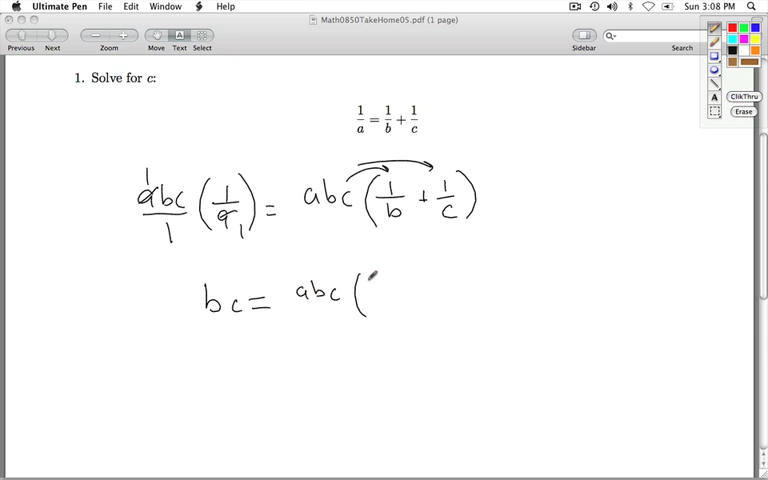 Ultimate Pen File Edit Window Help Sun 3:08 PM
Math0850TakeHome05.pdf (1 page)
Previous Next Zoom Move Text Select Sidebar Search
A
ClikThru
Erase
1. Solve for c:
1/a = 1/b + 1/c
1
abc/1 (1/a) = abc (1/b + 1/c)
1
bc = abc (